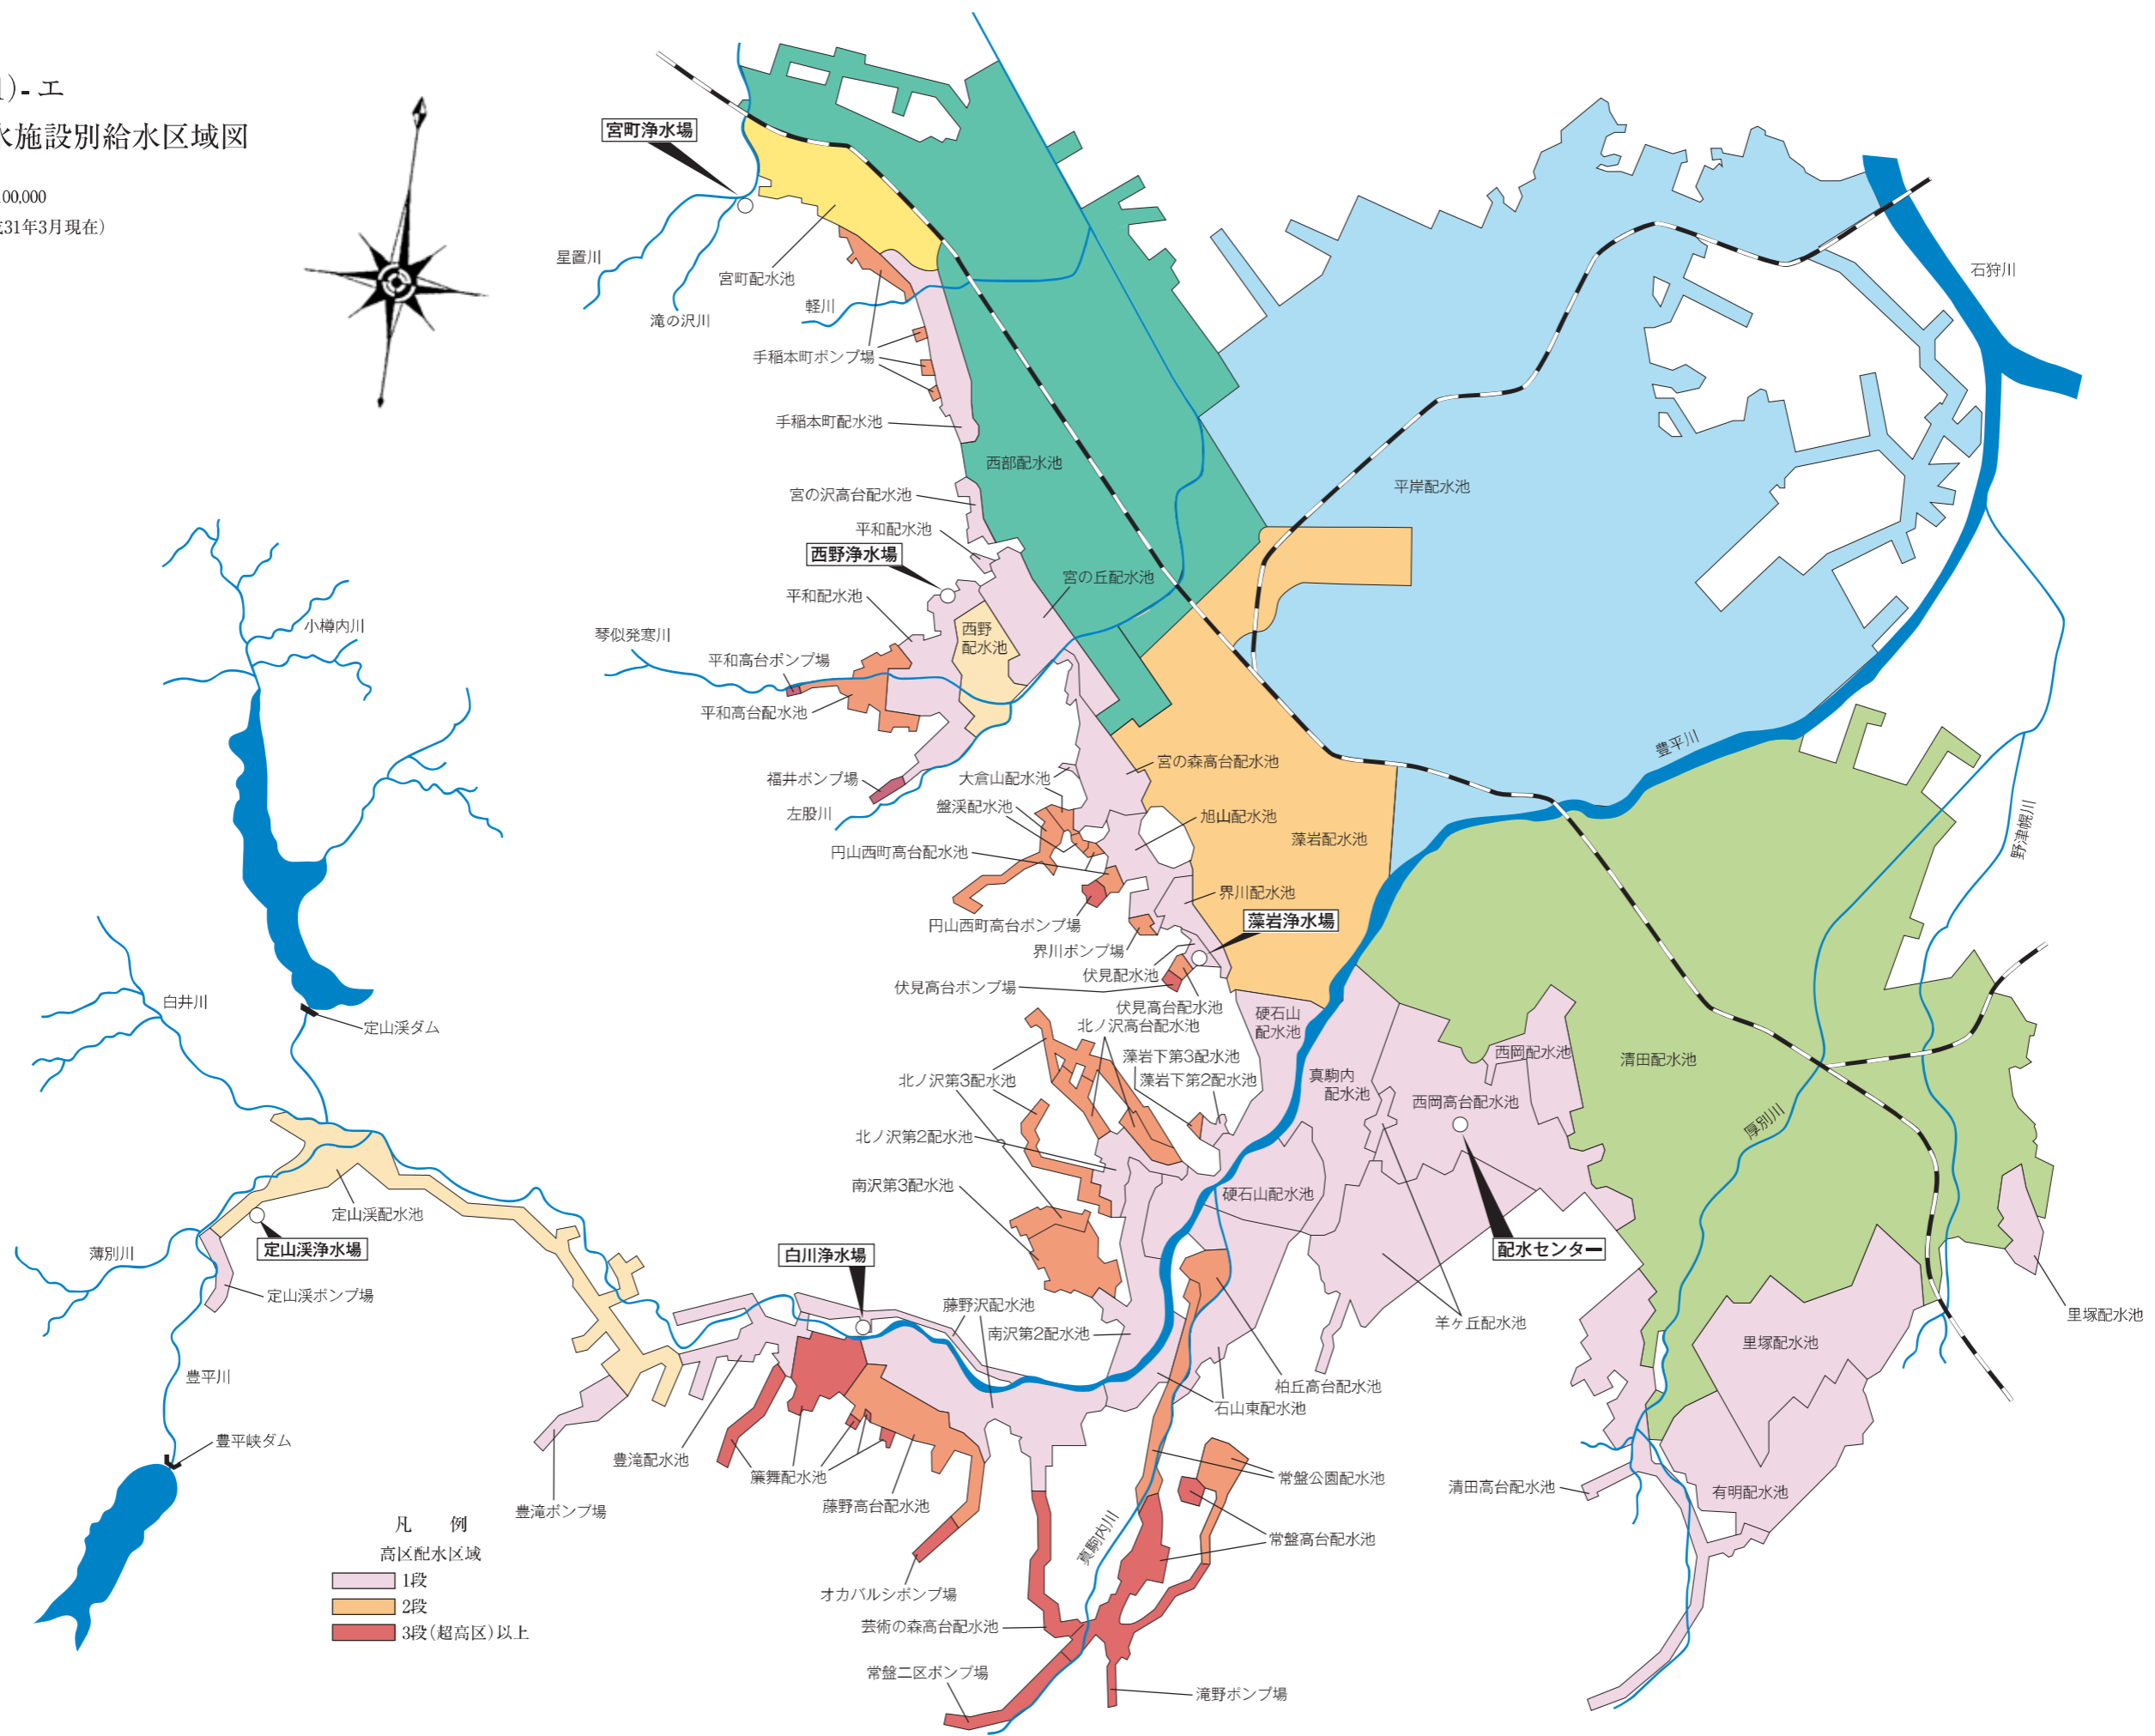 1)-エ
水施設別給水区域図
00,000
31年3月現在）
宮町浄水場
星置川
滝の沢川
宮町配水池
軽川
手稲本町ポンプ場
手稲本町配水池
西部配水池
宮の沢高台配水池
平和配水池
西野浄水場
宮の丘配水池
平和配水池
西野
配水池
琴似発寒川
平和高台ポンプ場
平和高台配水池
福井ポンプ場
左股川
石狩川
平岸配水池
豊平川
野津幌川
宮の森高台配水池
大倉山配水池
盤渓配水池
旭山配水池
円山西町高台配水池
藻岩配水池
界川配水池
円山西町高台ポンプ場
藻岩浄水場
界川ポンプ場
伏見配水池
伏見高台ポンプ場
伏見高台配水池
硬石山
配水池
北ノ沢高台配水池
藻岩下第3配水池
藻岩下第2配水池
北ノ沢第3配水池
北ノ沢第2配水池
南沢第3配水池
真駒内
配水池
西岡配水池
西岡高台配水池
清田配水池
厚別川
硬石山配水池
配水センター
羊ヶ丘配水池
里塚配水池
里塚配水池
小樽内川
白井川
定山渓ダム
定山渓配水池
定山渓浄水場
薄別川
定山渓ポンプ場
豊平川
豊平峡ダム
白川浄水場
藤野沢配水池
南沢第2配水池
柏丘高台配水池
石山東配水池
豊滝配水池
簾舞配水池
豊滝ポンプ場
藤野高台配水池
常盤公園配水池
清田高台配水池
有明配水池
常盤高台配水池
真駒内川
オカバルシポンプ場
芸術の森高台配水池
常盤二区ポンプ場
滝野ポンプ場
凡　例
高区配水区域
1段
2段
3段（超高区）以上